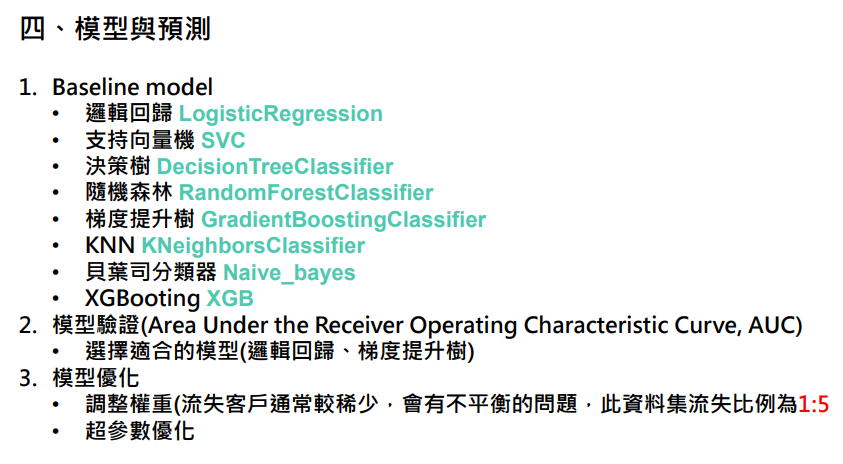 四、模型與預測
1. Baseline model
• 邏輯回歸 LogisticRegression
• 支持向量機 SVC
• 決策樹 DecisionTreeClassifier
• 隨機森林 RandomForestClassifier
• 梯度提升樹 GradientBoostingClassifier
• KNN KNeighborsClassifier
• 貝葉司分類器 Naive_bayes
• XGBooting XGB
2. 模型驗證(Area Under the Receiver Operating Characteristic Curve, AUC)
• 選擇適合的模型(邏輯回歸、梯度提升樹)
3. 模型優化
• 調整權重(流失客戶通常較稀少，會有不平衡的問題，此資料集流失比例為1:5
• 超參數優化